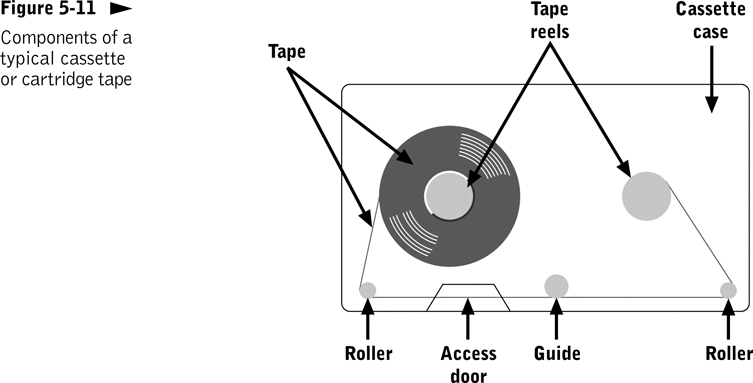 Figure 5-11 ►
Components of a
typical cassette
or cartridge tape
Tape
Tape
reels
Cassette
case
Roller
Access
door
Guide
Roller